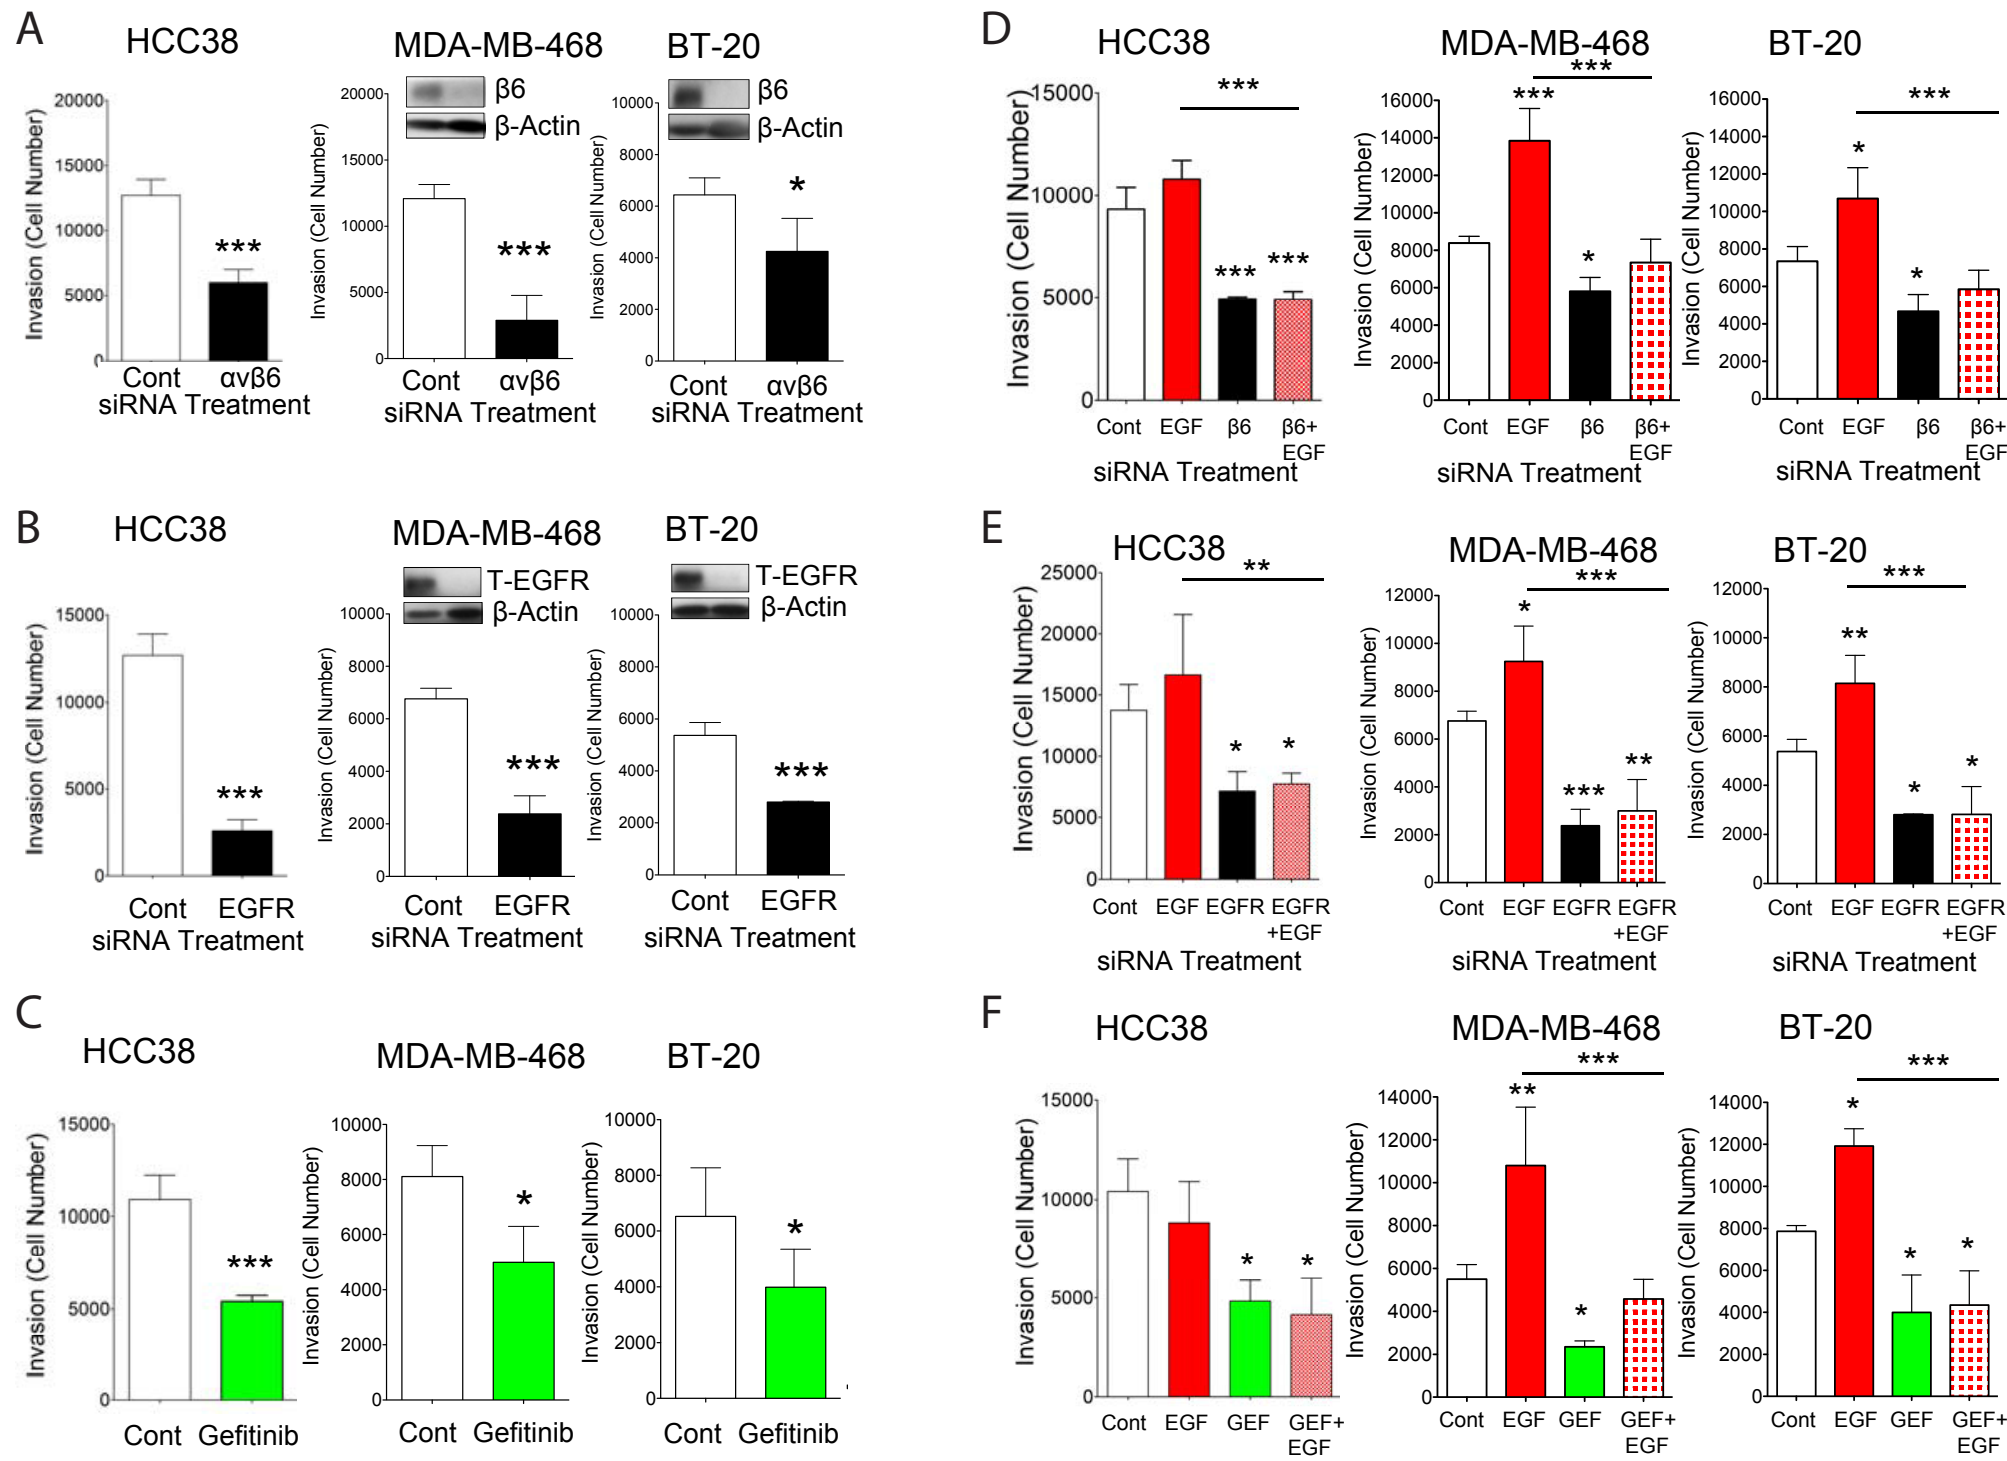 A
HCC38
MDA-MB-468
BT-20
β6
β-Actin
β6
β-Actin
Invasion (Cell Number)
20000
15000
10000
5000
0
***
Cont αvβ6
siRNA Treatment
Invasion (Cell Number)
20000
15000
10000
5000
0
***
Cont αvβ6
siRNA Treatment
Invasion (Cell Number)
10000
8000
6000
4000
2000
0
*
Cont αvβ6
siRNA Treatment
B
HCC38
MDA-MB-468
BT-20
T-EGFR
β-Actin
T-EGFR
β-Actin
Invasion (Cell Number)
15000
10000
5000
0
***
Cont EGFR
siRNA Treatment
Invasion (Cell Number)
10000
8000
6000
4000
2000
0
***
Cont EGFR
siRNA Treatment
Invasion (Cell Number)
10000
8000
6000
4000
2000
0
***
Cont EGFR
siRNA Treatment
C
HCC38
MDA-MB-468
BT-20
Invasion (Cell Number)
15000
10000
5000
0
***
Cont Gefitinib
Invasion (Cell Number)
10000
8000
6000
4000
2000
0
*
Cont Gefitinib
Invasion (Cell Number)
10000
8000
6000
4000
2000
0
*
Cont Gefitinib
D
HCC38
MDA-MB-468
BT-20
Invasion (Cell Number)
15000
10000
5000
0
***
***
***
Cont EGF β6 β6+
EGF
siRNA Treatment
Invasion (Cell Number)
16000
14000
12000
10000
8000
6000
4000
2000
0
***
***
*
Cont EGF β6 β6+
EGF
siRNA Treatment
Invasion (Cell Number)
16000
14000
12000
10000
8000
6000
4000
2000
0
***
*
*
Cont EGF β6 β6+
EGF
siRNA Treatment
E
HCC38
MDA-MB-468
BT-20
Invasion (Cell Number)
25000
20000
15000
10000
5000
0
**
*
*
Cont EGF EGFR EGFR
+EGF
siRNA Treatment
Invasion (Cell Number)
12000
10000
8000
6000
4000
2000
0
***
*
***
**
Cont EGF EGFR EGFR
+EGF
siRNA Treatment
Invasion (Cell Number)
12000
10000
8000
6000
4000
2000
0
***
**
*
*
Cont EGF EGFR EGFR
+EGF
siRNA Treatment
F
HCC38
MDA-MB-468
BT-20
Invasion (Cell Number)
15000
10000
5000
0
*
*
Cont EGF GEF GEF+
EGF
Invasion (Cell Number)
14000
12000
10000
8000
6000
4000
2000
0
***
**
*
Cont EGF GEF GEF+
EGF
Invasion (Cell Number)
14000
12000
10000
8000
6000
4000
2000
0
***
*
*
*
Cont EGF GEF GEF+
EGF